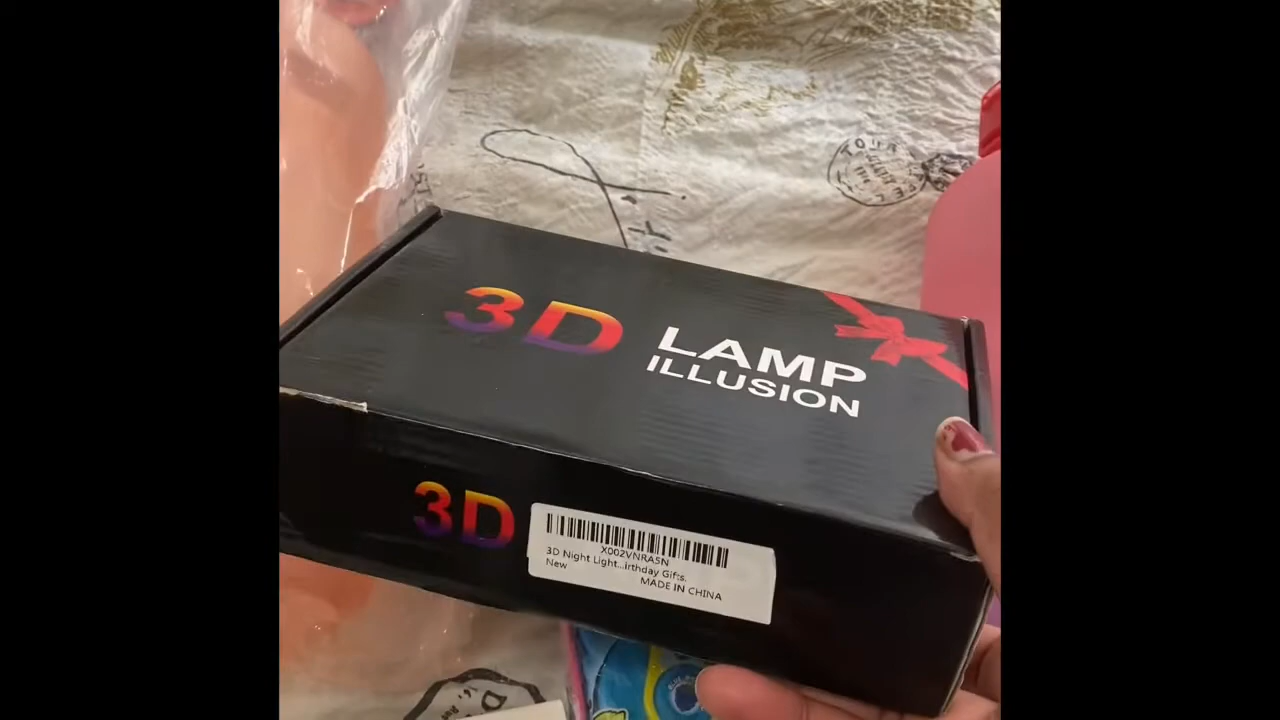 3D
LAMP
ILLUSION
3D
X002VNRA5N
3D Night Light...irthday Gifts.
New
MADE IN CHINA